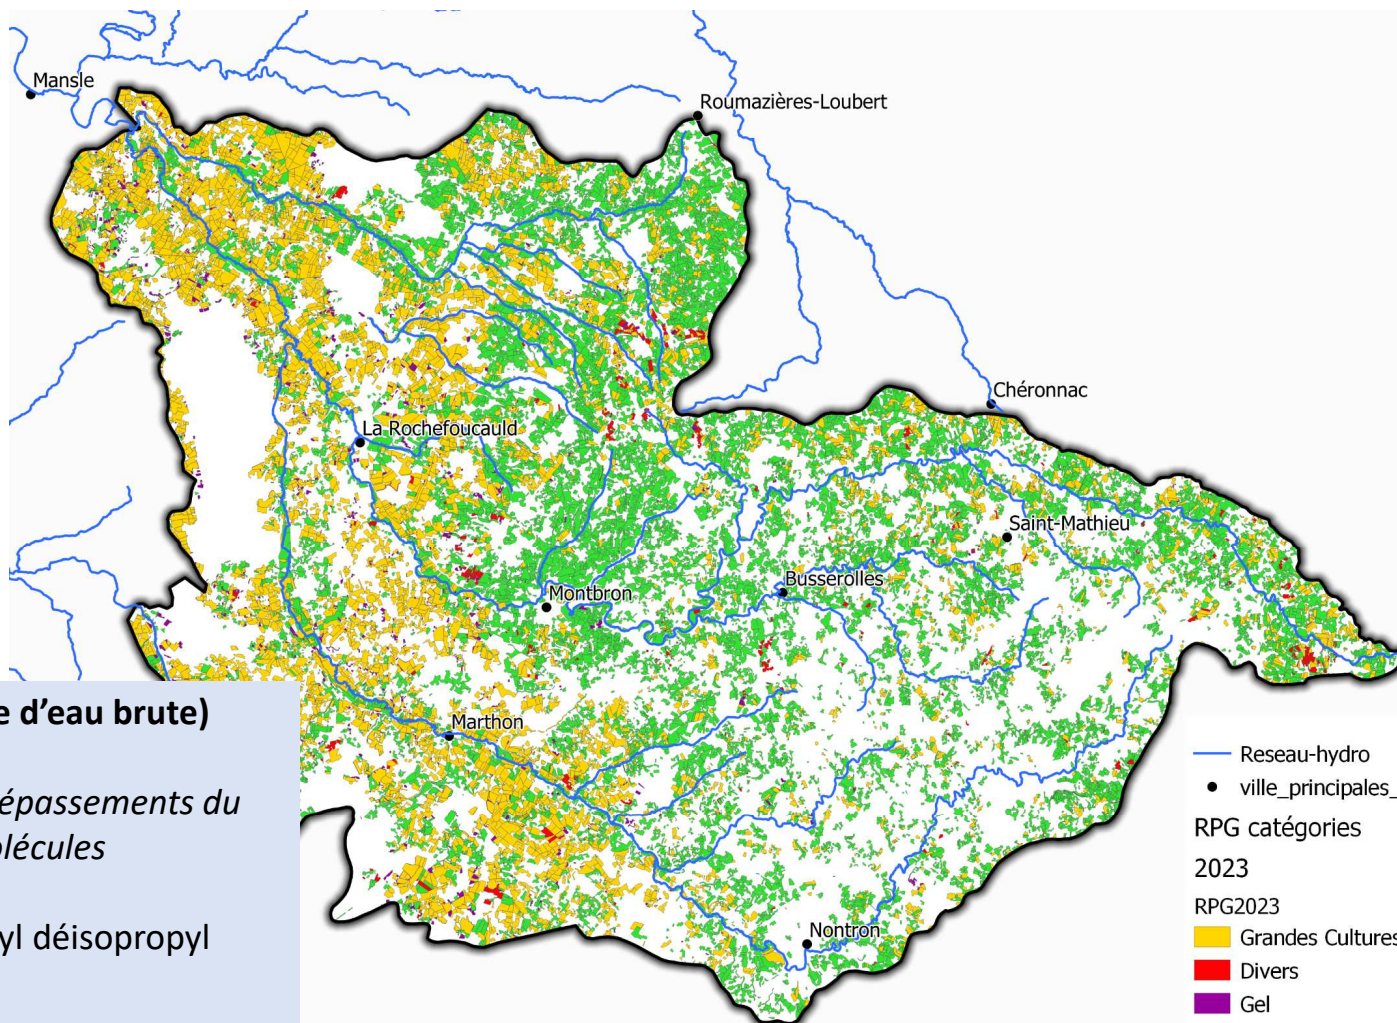 Mansle
Roumazières-Loubert
Chéronnac
La Rochefoucauld
Saint-Mathieu
Busserolles
Montbron
e d’eau brute)
Marthon
Reseau-hydro
épassements du
ville_principales_
olécules
RPG catégories
2023
RPG2023
yl déisopropyl
Nontron
Grandes Cultures
Divers
Gel